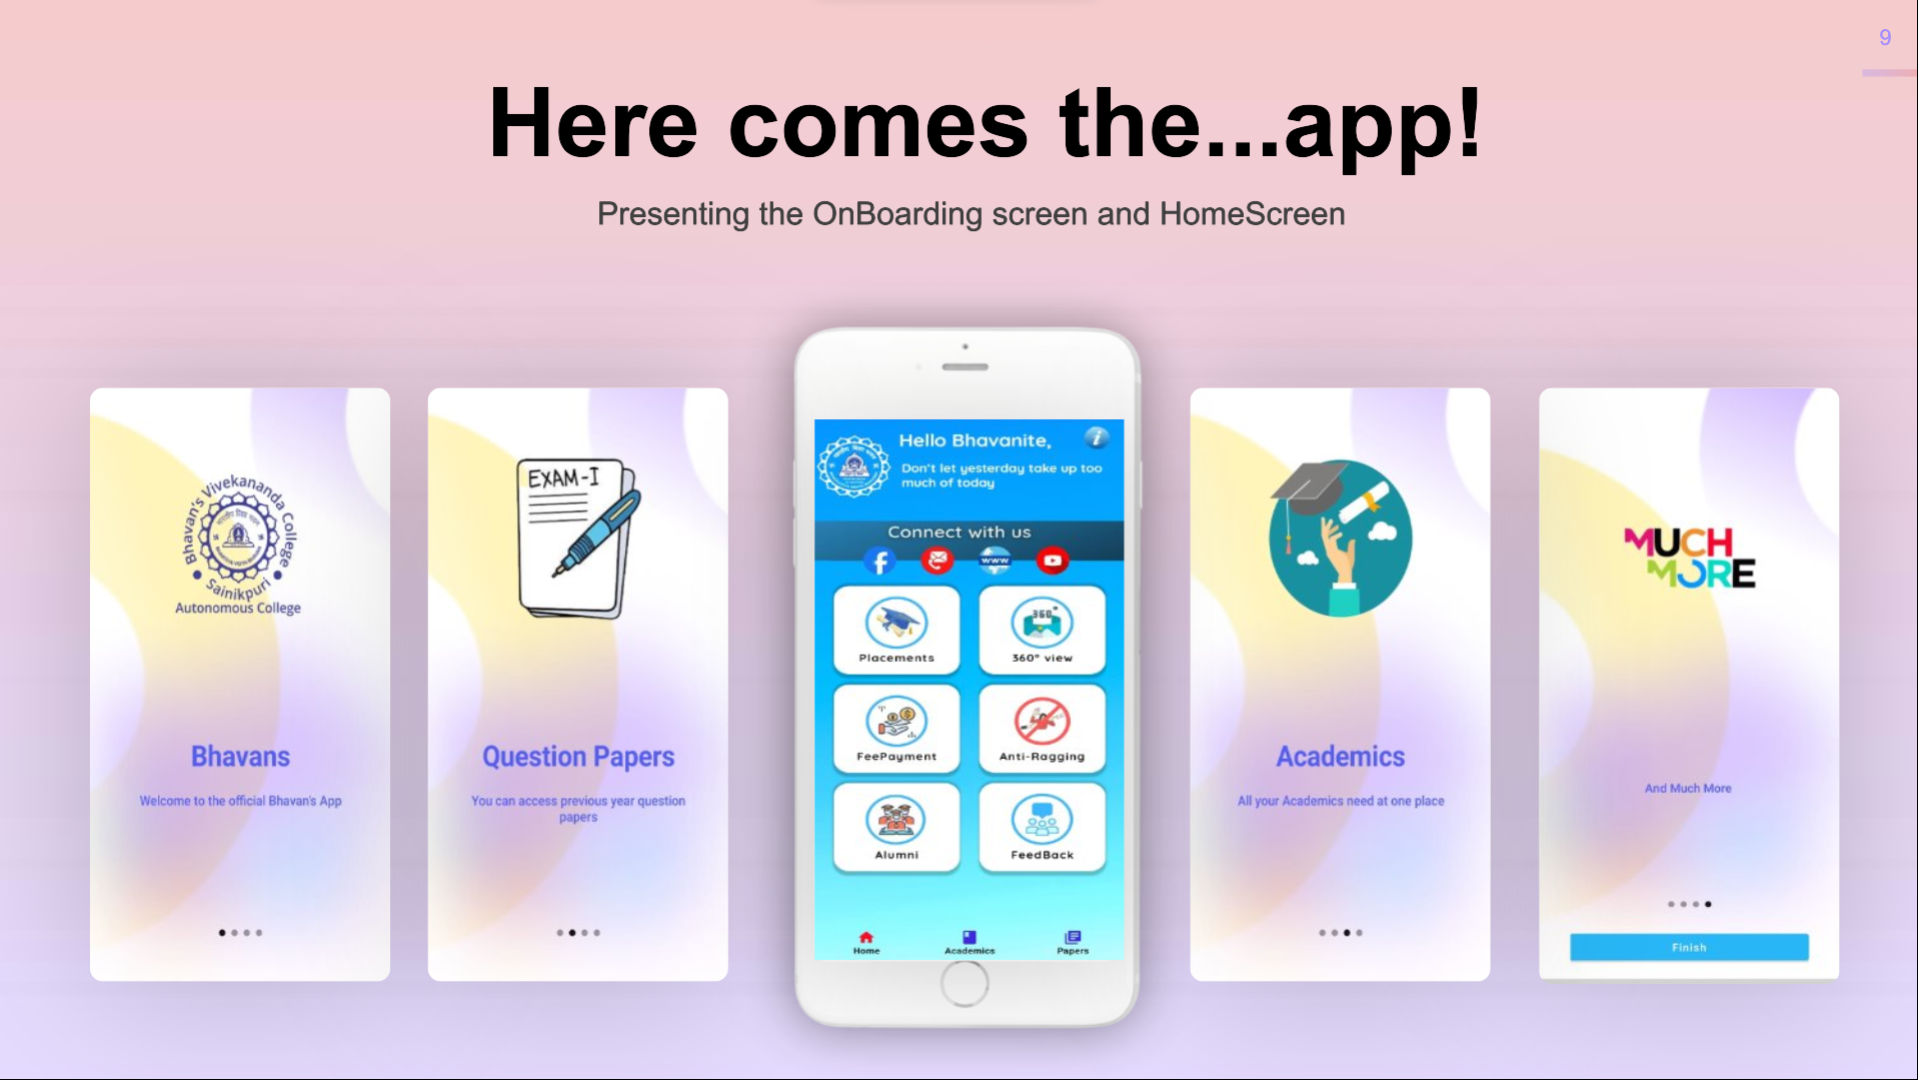 9
Here comes the...app!
Presenting the OnBoarding screen and HomeScreen
Bhavan's Vivekananda College
Sainikpuri
Autonomous College
Bhavans
Welcome to the official Bhavan's App
EXAM-I
Question Papers
You can access previous year question
papers
Hello Bhavanite,
i
Don't let yesterday take up too
much of today
Connect with us
www
Placements
360°
360° view
FeePayment
Anti-Ragging
Alumni
FeedBack
Home
Academics
Papers
Academics
All your Academics need at one place
MUCH
MORE
And Much More
Finish